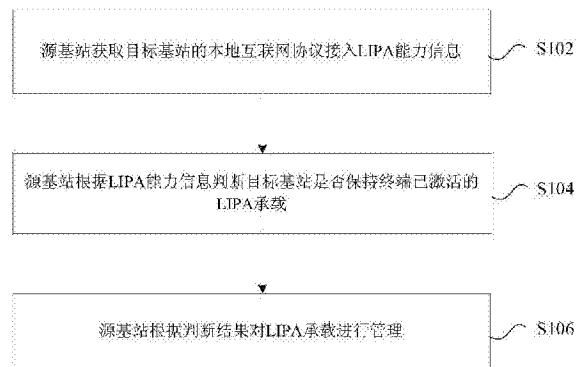 源基站获取目标基站的本地互联网协议接入LIPA能力信息
S102
源基站根据LIPA能力信息判断目标基站是否保持终端已激活的
LIPA承载
S104
源基站根据判断结果对LIPA承载进行管理
S106